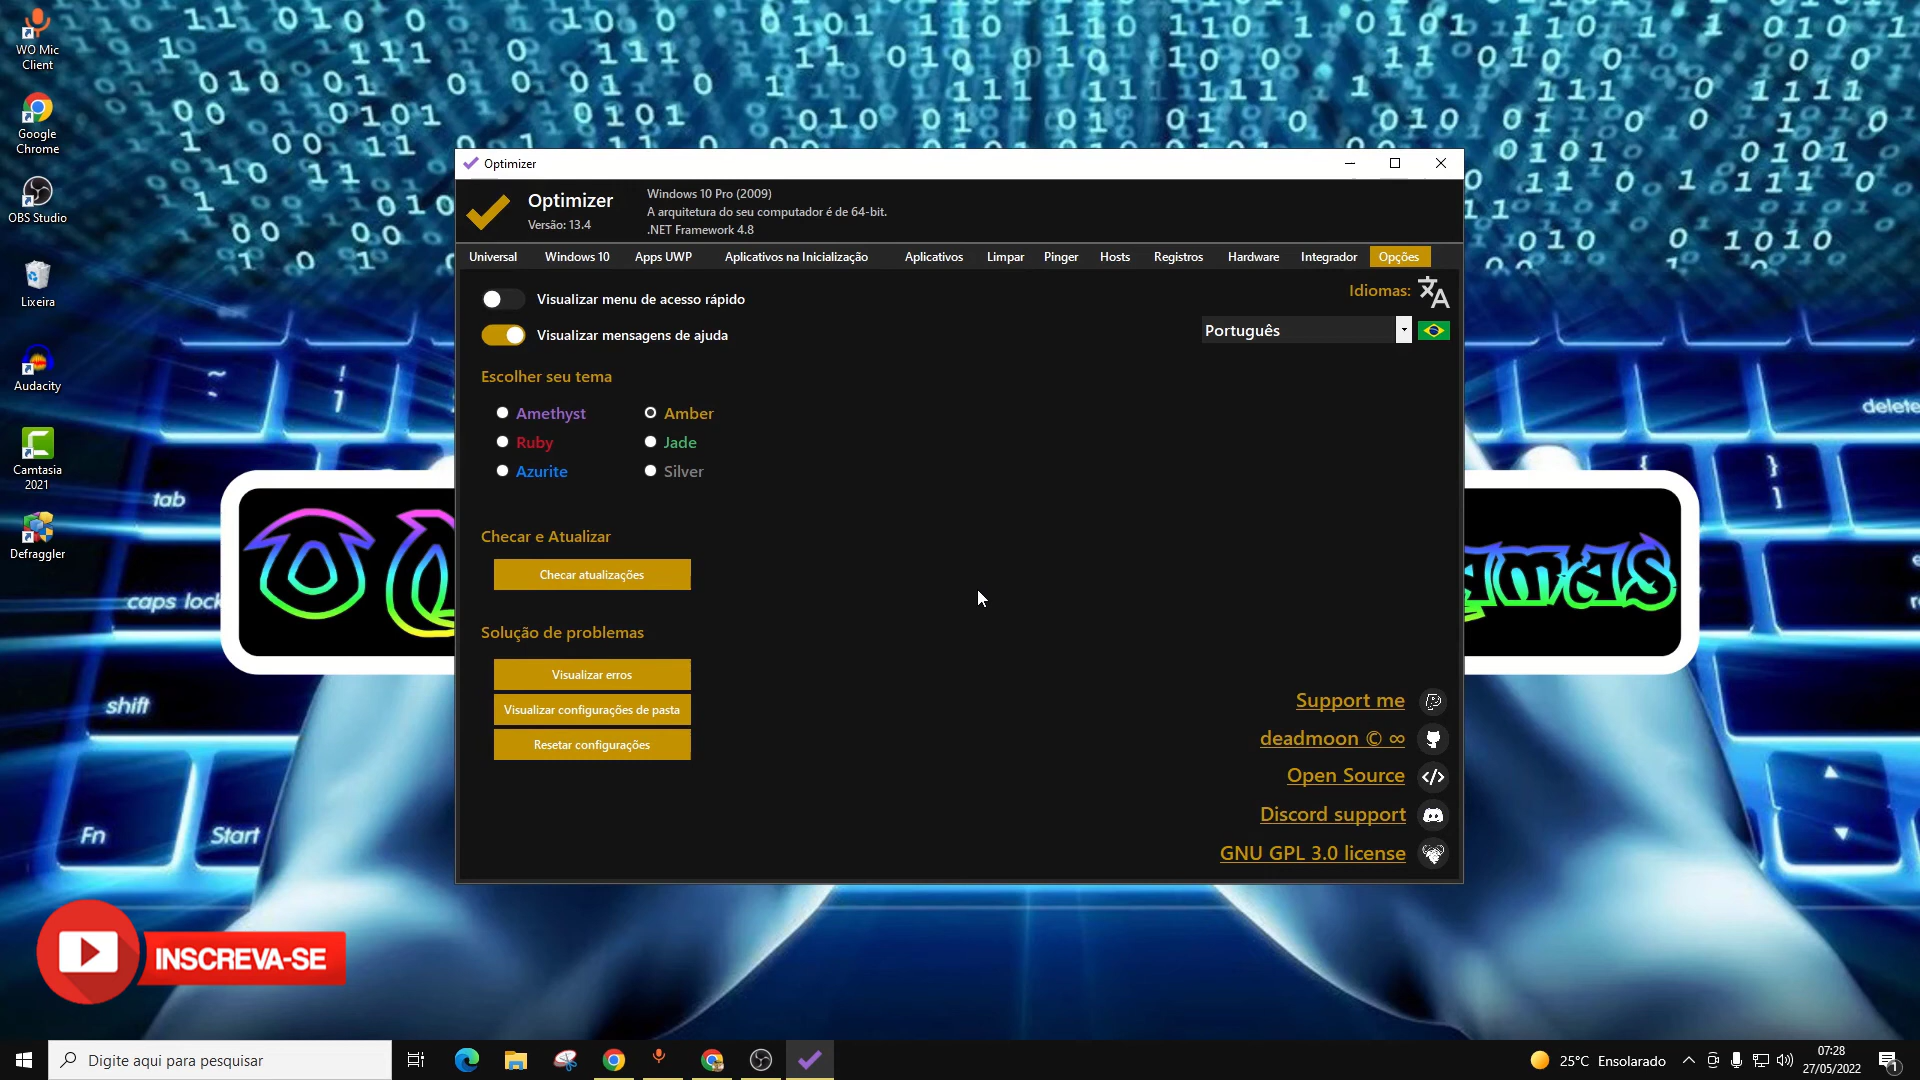 WO Mic
Client
Google
Chrome
OBS Studio
Lixeira
Audacity
Camtasia
2021
Defraggler
Optimizer
Optimizer
Versão: 13.4
Windows 10 Pro (2009)
A arquitetura do seu computador é de 64-bit.
.NET Framework 4.8
Universal Windows 10 Apps UWP Aplicativos na Inicialização Aplicativos Limpar Pinger Hosts Registros Hardware Integrador Opções
Visualizar menu de acesso rápido
Visualizar mensagens de ajuda
Idiomas:
Português
Escolher seu tema
Amethyst Amber
Ruby Jade
Azurite Silver
Checar e Atualizar
Checar atualizações
Solução de problemas
Visualizar erros
Visualizar configurações de pasta
Resetar configurações
Support me
deadmoon © ∞
Open Source
Discord support
GNU GPL 3.0 license
tab
caps lock
shift
Fn
Start
delete
INSCREVA-SE
Digite aqui para pesquisar
25°C Ensolarado
07:28
27/05/2022
1